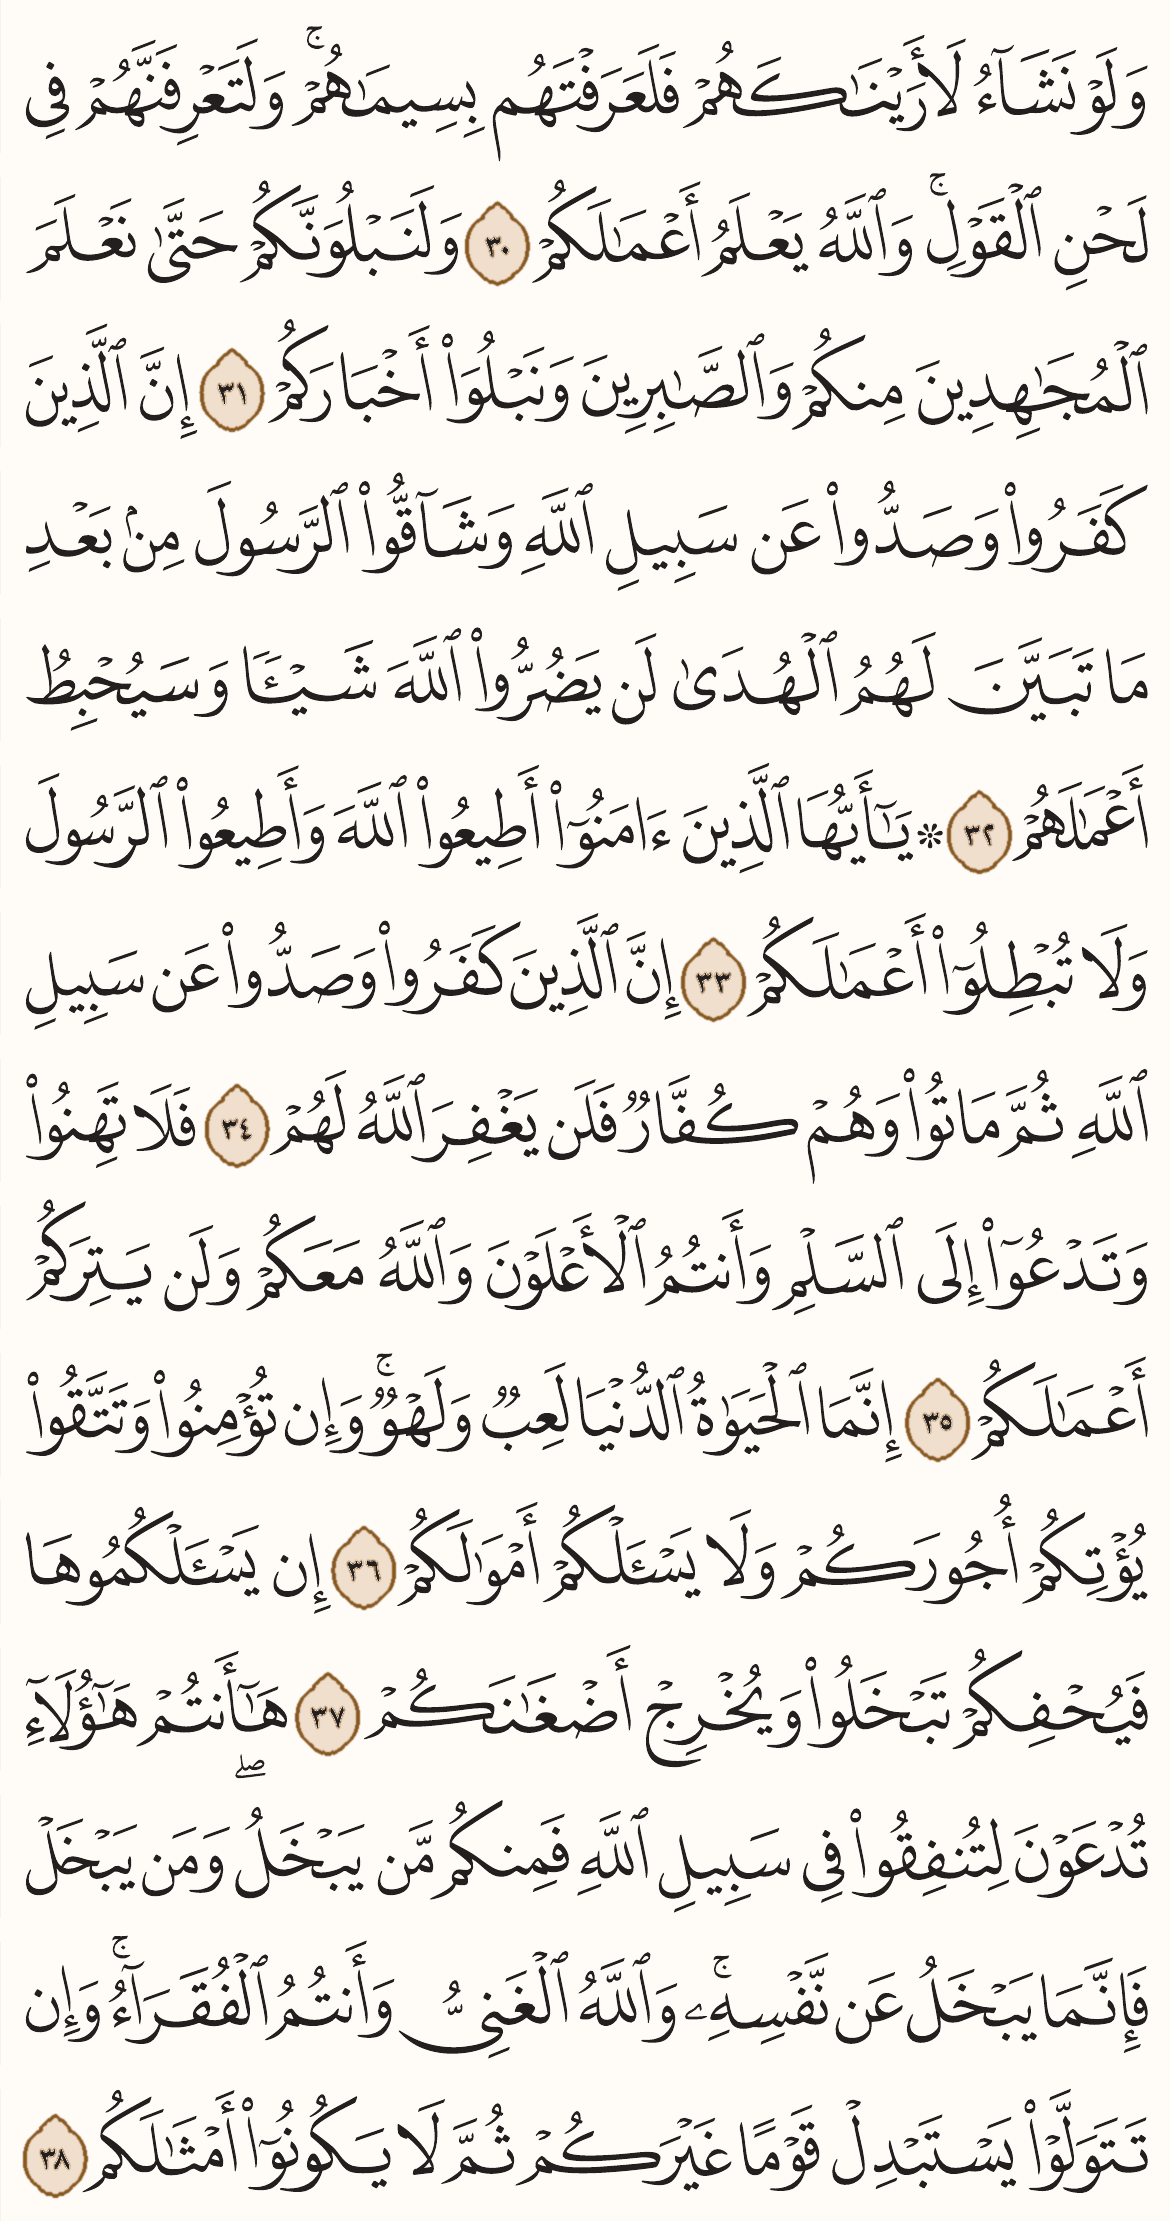 وَلَوْ نَشَآءُ لَأَرَيْنَٰكَهُمْ فَلَعَرَفْتَهُم بِسِيمَٰهُمْ ۚ وَلَتَعْرِفَنَّهُمْ فِى
لَحْنِ ٱلْقَوْلِ ۚ وَٱللَّهُ يَعْلَمُ أَعْمَٰلَكُمْ ٣٠ وَلَنَبْلُوَنَّكُمْ حَتَّىٰ نَعْلَمَ
ٱلْمُجَٰهِدِينَ مِنكُمْ وَٱلصَّٰبِرِينَ وَنَبْلُوَا۟ أَخْبَارَكُمْ ٣١ إِنَّ ٱلَّذِينَ
كَفَرُوا۟ وَصَدُّوا۟ عَن سَبِيلِ ٱللَّهِ وَشَآقُّوا۟ ٱلرَّسُولَ مِنۢ بَعْدِ
مَا تَبَيَّنَ لَهُمُ ٱلْهُدَىٰ لَن يَضُرُّوا۟ ٱللَّهَ شَيْـًٔا وَسَيُحْبِطُ
أَعْمَٰلَهُمْ ٣٢ ۞ يَٰٓأَيُّهَا ٱلَّذِينَ ءَامَنُوٓا۟ أَطِيعُوا۟ ٱللَّهَ وَأَطِيعُوا۟ ٱلرَّسُولَ
وَلَا تُبْطِلُوٓا۟ أَعْمَٰلَكُمْ ٣٣ إِنَّ ٱلَّذِينَ كَفَرُوا۟ وَصَدُّوا۟ عَن سَبِيلِ
ٱللَّهِ ثُمَّ مَاتُوا۟ وَهُمْ كُفَّارٌ فَلَن يَغْفِرَ ٱللَّهُ لَهُمْ ٣٤ فَلَا تَهِنُوا۟
وَتَدْعُوٓا۟ إِلَى ٱلسَّلْمِ وَأَنتُمُ ٱلْأَعْلَوْنَ وَٱللَّهُ مَعَكُمْ وَلَن يَتِرَكُمْ
أَعْمَٰلَكُمْ ٣٥ إِنَّمَا ٱلْحَيَوٰةُ ٱلدُّنْيَا لَعِبٌ وَلَهْوٌ ۚ وَإِن تُؤْمِنُوا۟ وَتَتَّقُوا۟
يُؤْتِكُمْ أُجُورَكُمْ وَلَا يَسْـَٔلْكُمْ أَمْوَٰلَكُمْ ٣٦ إِن يَسْـَٔلْكُمُوهَا
فَيُحْفِكُمْ تَبْخَلُوا۟ وَيُخْرِجْ أَضْغَٰنَكُمْ ٣٧ هَٰٓأَنتُمْ هَٰٓؤُلَآءِ
تُدْعَوْنَ لِتُنفِقُوا۟ فِى سَبِيلِ ٱللَّهِ فَمِنكُم مَّن يَبْخَلُ ۖ وَمَن يَبْخَلْ
فَإِنَّمَا يَبْخَلُ عَن نَّفْسِهِۦ ۚ وَٱللَّهُ ٱلْغَنِىُّ وَأَنتُمُ ٱلْفُقَرَآءُ ۚ وَإِن
تَتَوَلَّوْا۟ يَسْتَبْدِلْ قَوْمًا غَيْرَكُمْ ثُمَّ لَا يَكُونُوٓا۟ أَمْثَٰلَكُم ٣٨